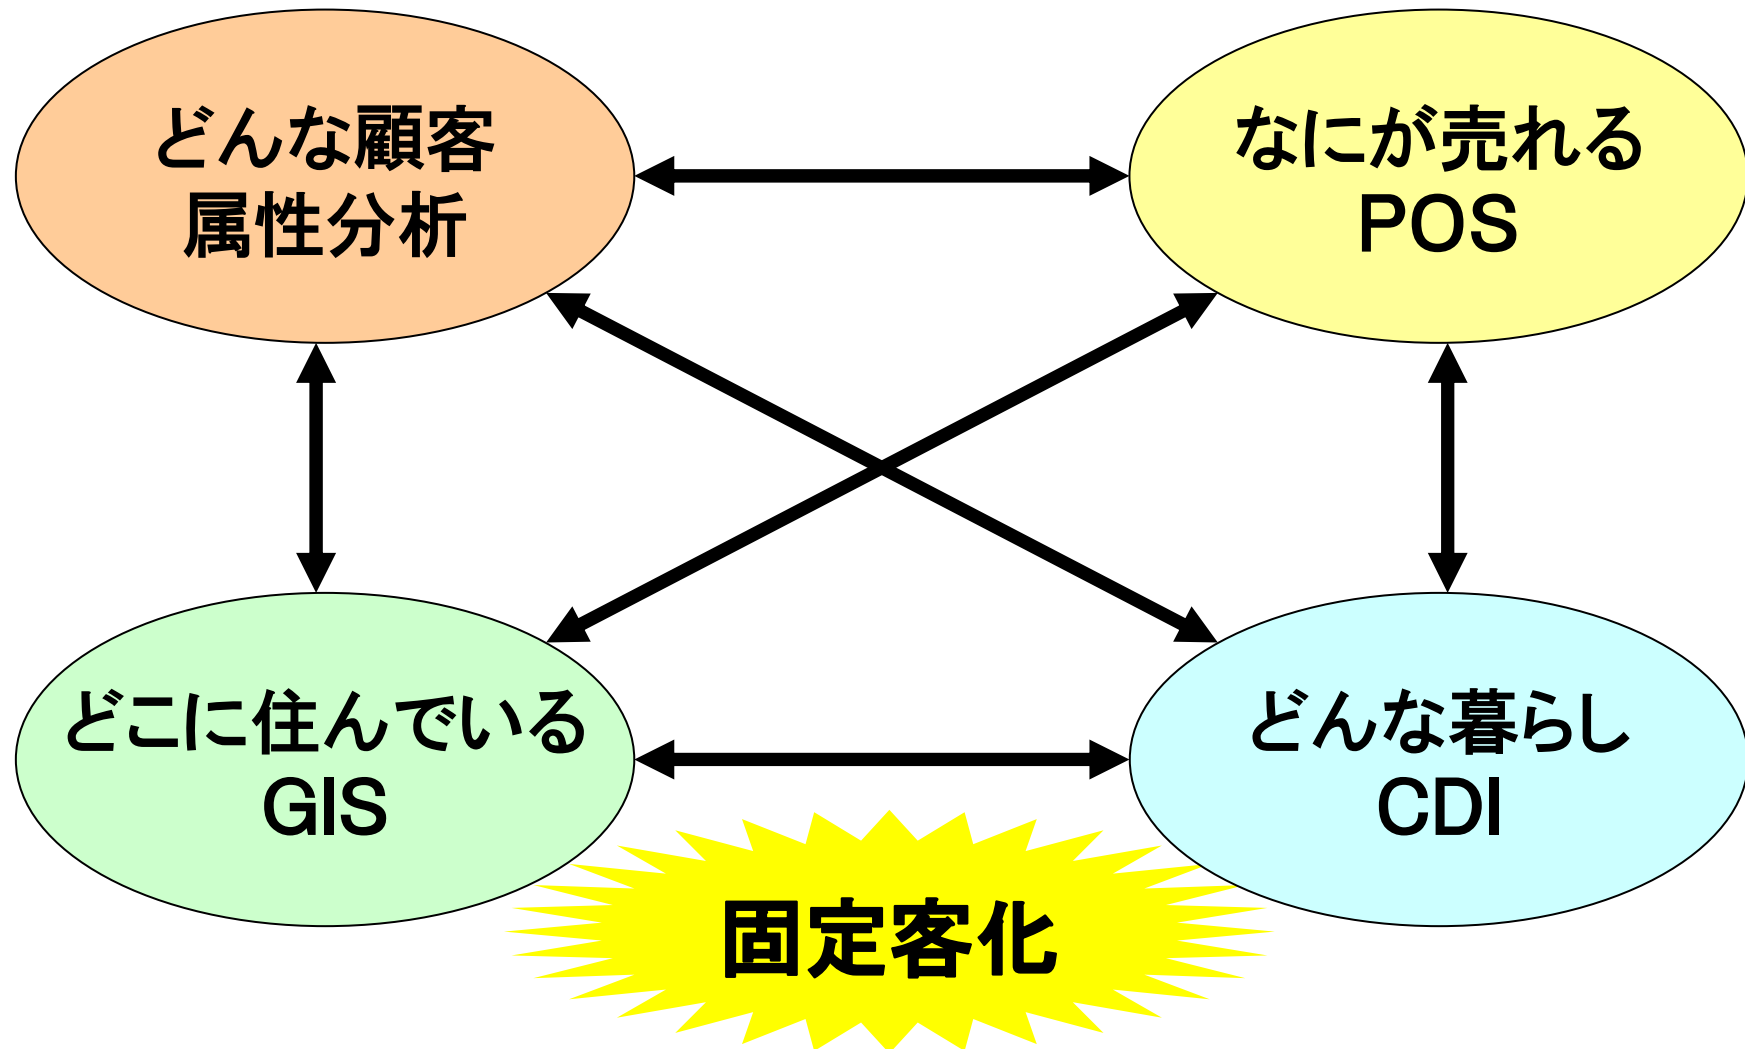 どんな顧客
属性分析
なにが売れる
POS
どこに住んでいる
GIS
どんな暮らし
CDI
固定客化